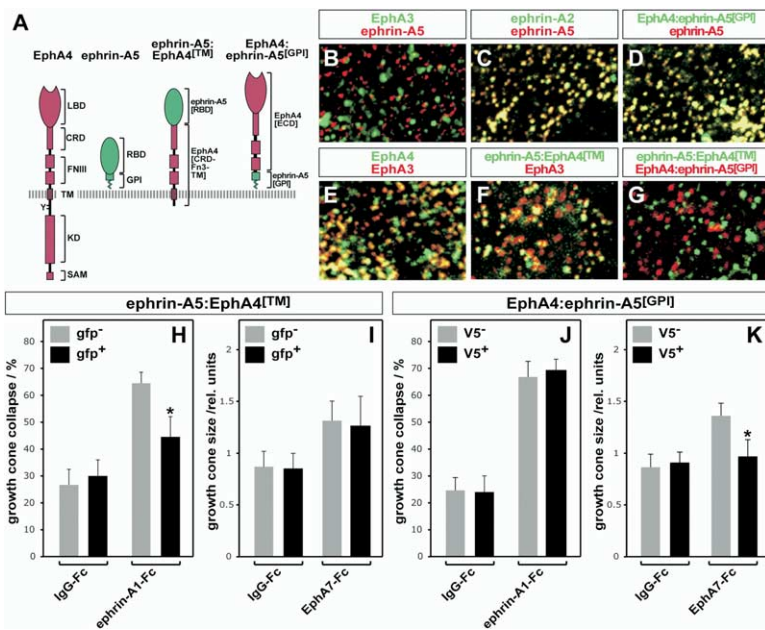 A
EphA4
ephrin-A5
ephrin-A5:
EphA4[TM]
EphA4:
ephrin-A5[GPI]
LBD
CRD
FNIII
TM
Y
KD
SAM
RBD
GPI
ephrin-A5
[RBD]
EphA4
[CRD-
Fn3-
TM]
EphA4
[ECD]
ephrin-A5
[GPI]
EphA3
ephrin-A5
B
ephrin-A2
ephrin-A5
C
EphA4:ephrin-A5[GPI]
ephrin-A5
D
EphA4
EphA3
E
ephrin-A5:EphA4[TM]
EphA3
F
ephrin-A5:EphA4[TM]
EphA4:ephrin-A5[GPI]
G
ephrin-A5:EphA4[TM]
EphA4:ephrin-A5[GPI]
H
gfp-
gfp+
growth cone collapse / %
80
70
60
50
40
30
20
10
0
*
IgG-Fc
ephrin-A1-Fc
I
gfp-
gfp+
growth cone size /rel. units
2
1.5
1
0.5
0
IgG-Fc
EphA7-Fc
J
V5-
V5+
growth cone collapse / %
80
70
60
50
40
30
20
10
0
IgG-Fc
ephrin-A1-Fc
K
V5-
V5+
growth cone size /rel. units
2
1.5
1
0.5
0
*
IgG-Fc
EphA7-Fc